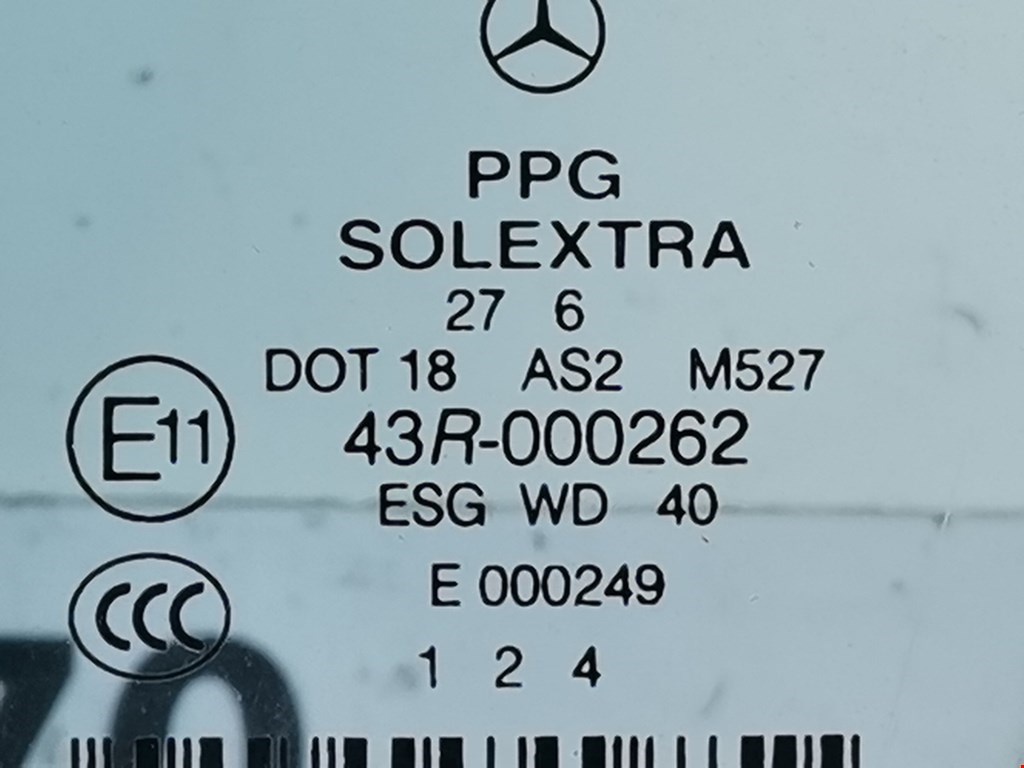 PPG
SOLEXTRA
27 6
DOT 18 AS2 M527
E11
43R-000262
ESG WD 40
CCC
E 000249
1 2 4